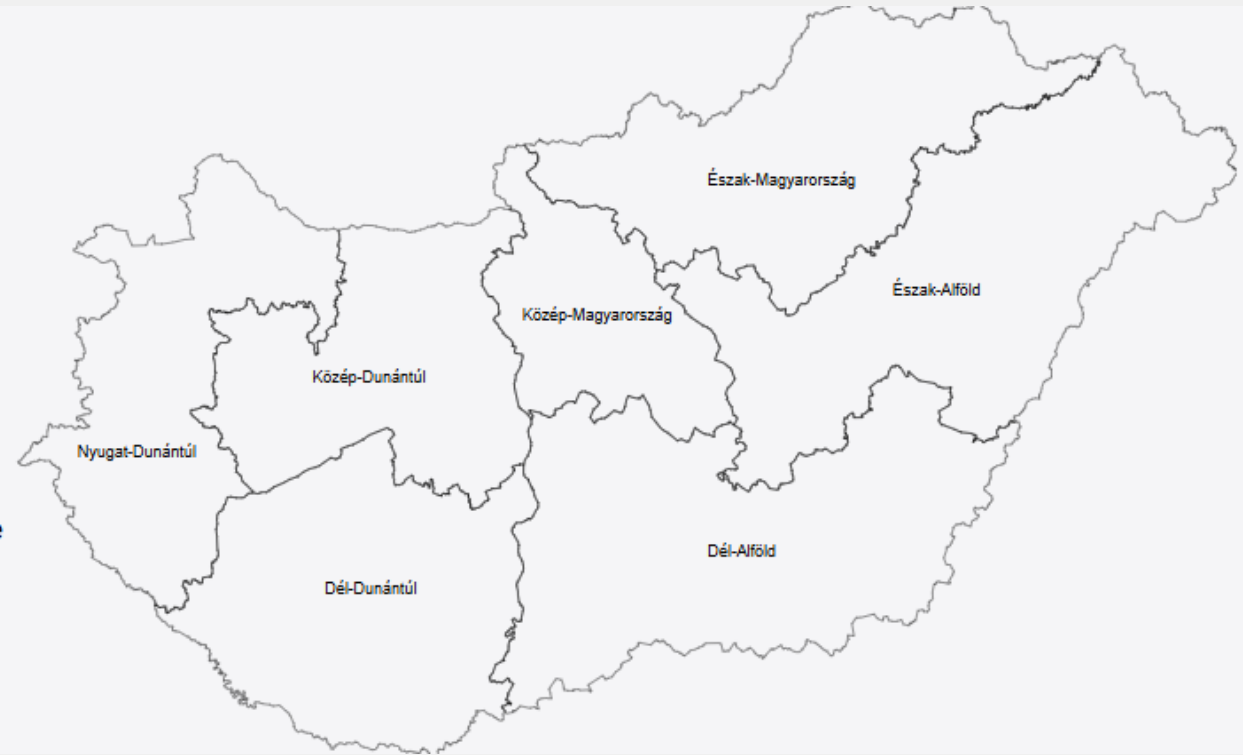 Észak-Magyarország
Észak-Alföld
Közép-Magyarország
Közép-Dunántúl
Nyugat-Dunántúl
Dél-Alföld
Dél-Dunántúl